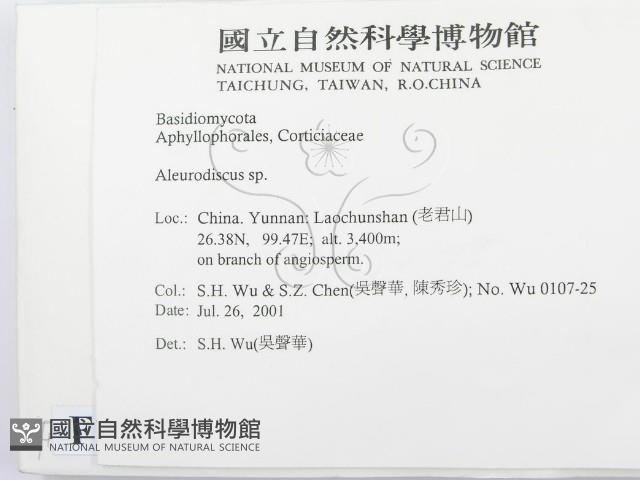 國立自然科學博物館
NATIONAL MUSEUM OF NATURAL SCIENCE
TAICHUNG, TAIWAN, R.O.CHINA
Basidiomycota
Aphyllophorales, Corticiaceae
Aleurodiscus sp.
Loc.: China. Yunnan: Laochunshan (老君山)
26.38N, 99.47E; alt. 3,400m;
on branch of angiosperm.
Col.: S.H. Wu & S.Z. Chen(吳聲華, 陳秀珍); No. Wu 0107-25
Date: Jul. 26, 2001
Det.: S.H. Wu(吳聲華)
F
國立自然科學博物館
NATIONAL MUSEUM OF NATURAL SCIENCE